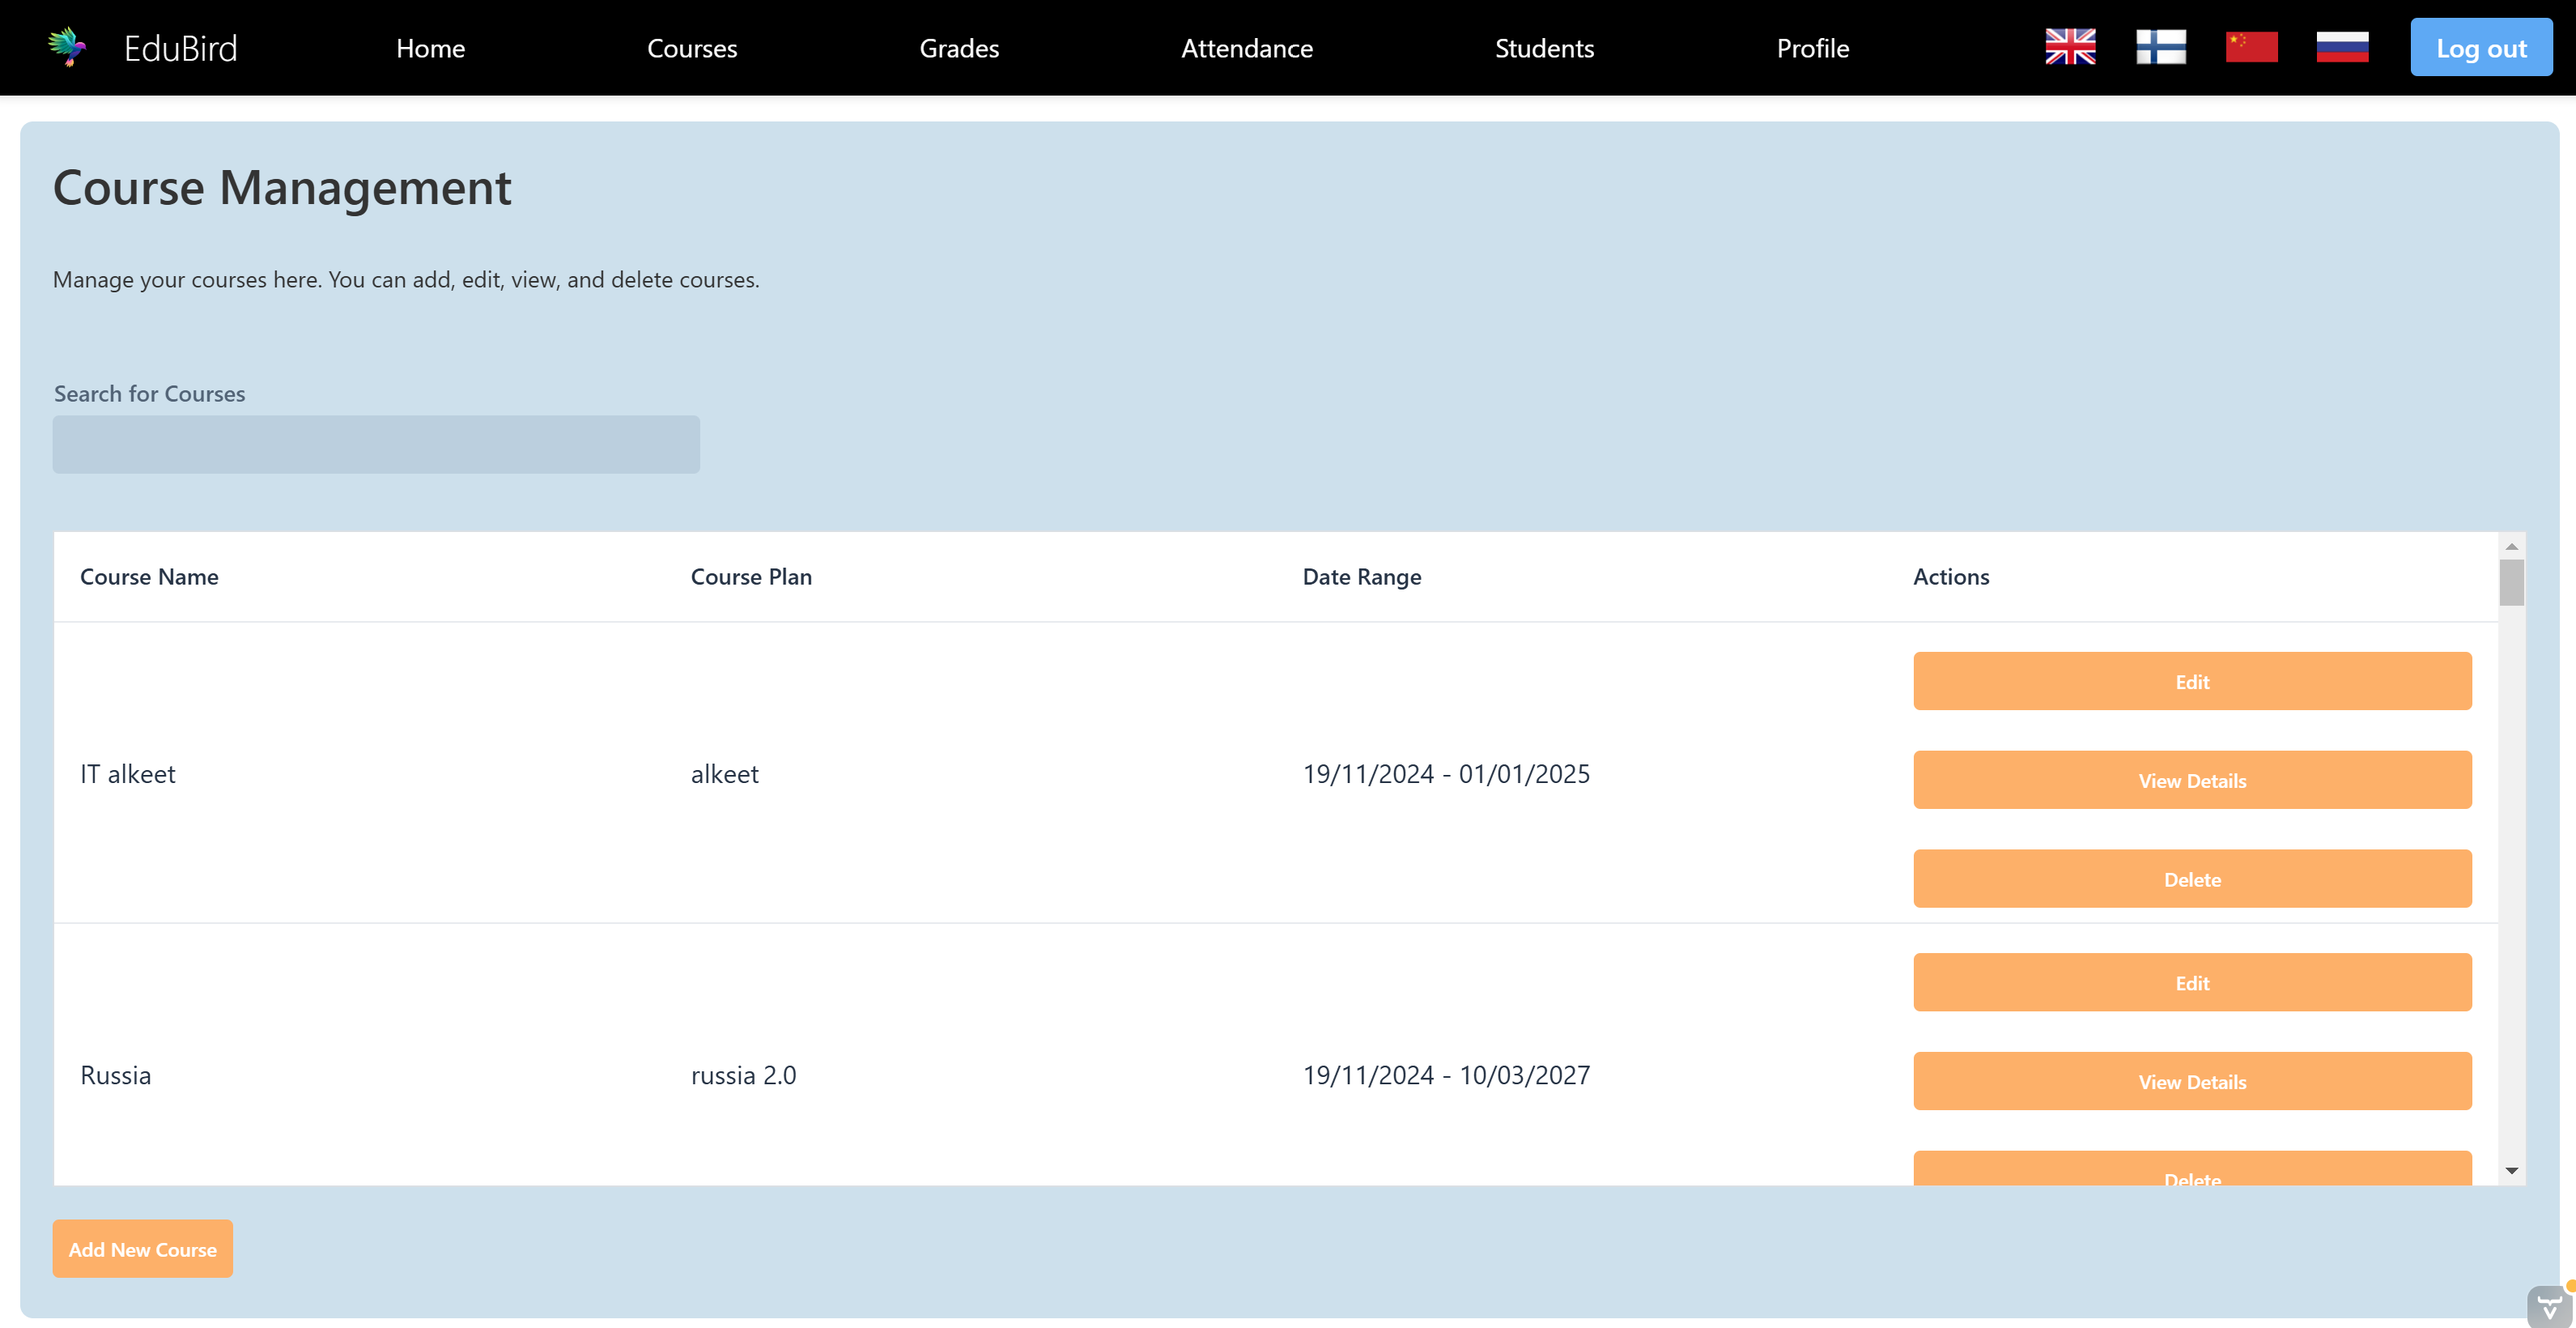 EduBird Home Courses Grades Attendance Students Profile Log out
Course Management
Manage your courses here. You can add, edit, view, and delete courses.
Search for Courses
Course Name Course Plan Date Range Actions
Edit
IT alkeet alkeet 19/11/2024 - 01/01/2025 View Details
Delete
Edit
Russia russia 2.0 19/11/2024 - 10/03/2027 View Details
Delete
Add New Course